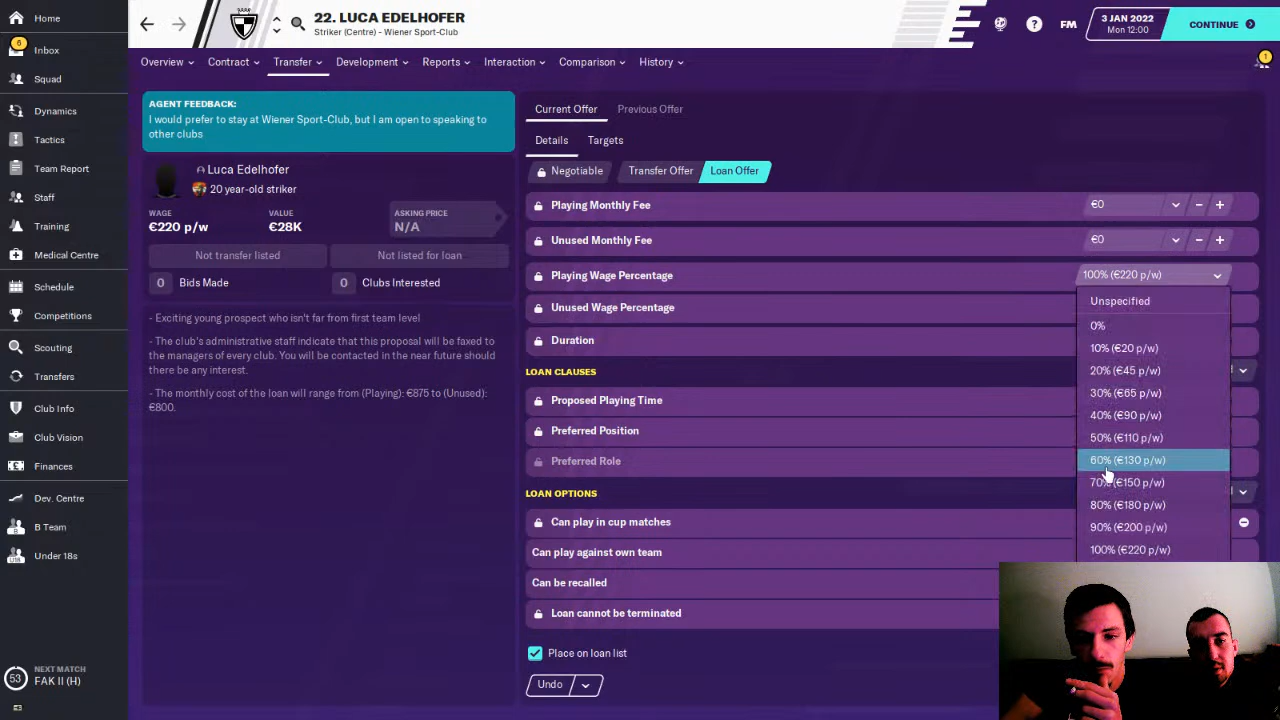 Home
22. LUCA EDELHOFER
Striker (Centre) - Wiener Sport-Club
FM
3 JAN 2022
Mon 12:00
CONTINUE
6
Inbox
Squad
Dynamics
Tactics
Team Report
Staff
Training
Medical Centre
Schedule
Competitions
Scouting
Transfers
Club Info
Club Vision
Finances
Dev. Centre
B Team
Under 18s
53
NEXT MATCH
FAK II (H)
Overview
Contract
Transfer
Development
Reports
Interaction
Comparison
History
1
AGENT FEEDBACK:
I would prefer to stay at Wiener Sport-Club, but I am open to speaking to
other clubs
Luca Edelhofer
20 year-old striker
WAGE
€220 p/w
VALUE
€28K
ASKING PRICE
N/A
Not transfer listed
Not listed for loan
0 Bids Made
0 Clubs Interested
- Exciting young prospect who isn't far from first team level
- The club's administrative staff indicate that this proposal will be faxed to
the managers of every club. You will be contacted in the near future should
there be any interest.
- The monthly cost of the loan will range from (Playing): €875 to (Unused):
€800.
Current Offer
Previous Offer
Details
Targets
Negotiable
Transfer Offer
Loan Offer
Playing Monthly Fee
€0
Unused Monthly Fee
€0
Playing Wage Percentage
100% (€220 p/w)
Unused Wage Percentage
Duration
LOAN CLAUSES
Proposed Playing Time
Preferred Position
Preferred Role
LOAN OPTIONS
Can play in cup matches
Can play against own team
Can be recalled
Loan cannot be terminated
Place on loan list
Undo
Unspecified
0%
10% (€20 p/w)
20% (€45 p/w)
30% (€65 p/w)
40% (€90 p/w)
50% (€110 p/w)
60% (€130 p/w)
70% (€150 p/w)
80% (€180 p/w)
90% (€200 p/w)
100% (€220 p/w)